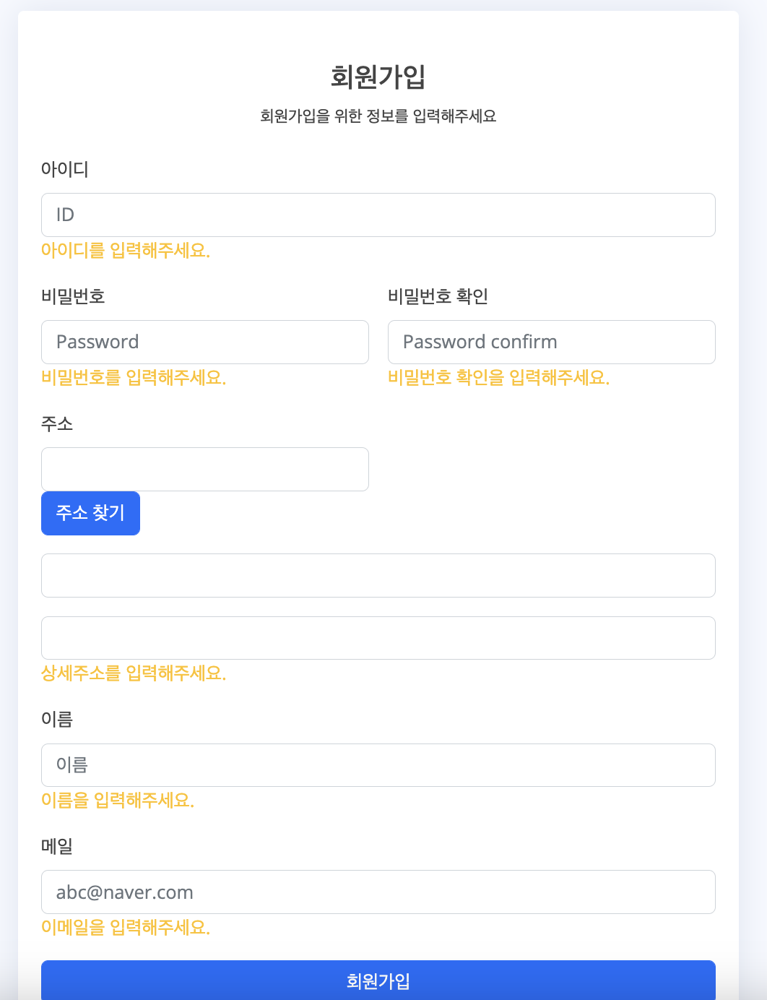 회원가입
회원가입을 위한 정보를 입력해주세요
아이디
ID
아이디를 입력해주세요.
비밀번호 비밀번호 확인
Password Password confirm
비밀번호를 입력해주세요. 비밀번호 확인을 입력해주세요.
주소
주소 찾기
상세주소를 입력해주세요.
이름
이름
이름을 입력해주세요.
메일
abc@naver.com
이메일을 입력해주세요.
회원가입